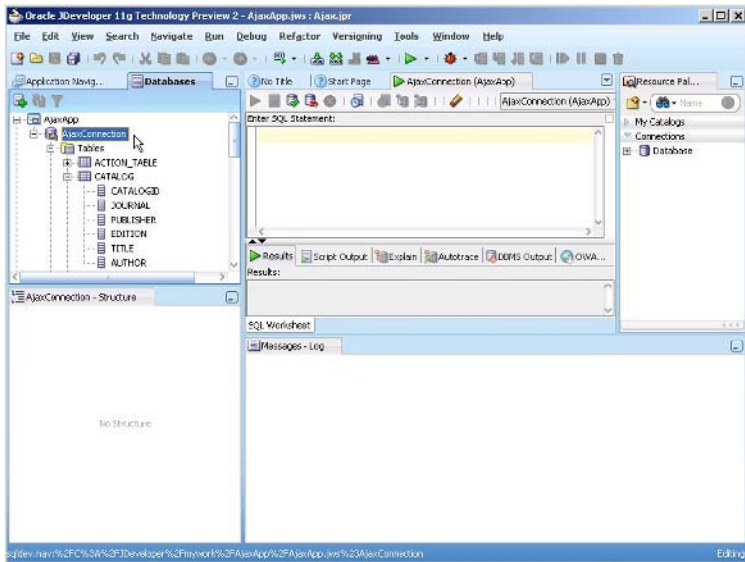 Oracle JDeveloper 11g Technology Preview 2 - AjaxApp.jws : Ajax.jpr
File Edit View Search Navigate Run Debug Refactor Versioning Tools Window Help
Application Navig... Databases
No Title Start Page AjaxConnection (AjaxApp)
Resource Pal...
AjaxConnection (AjaxApp)
Name
AjaxApp
AjaxConnection
Tables
ACTION_TABLE
CATALOG
CATALOGID
JOURNAL
PUBLISHER
EDITION
TITLE
AUTHOR
Enter SQL Statement:
My Catalogs
Connections
Database
Results Script Output Explain Autotrace DBMS Output OWA...
Results:
SQL Worksheet
AjaxConnection - Structure
No Structure
Messages - Log
sqldev.nav:%2FC%3A%2FJDeveloper%2Fmywork%2FAjaxApp%2FAjaxApp.jws%23AjaxConnection
Editing